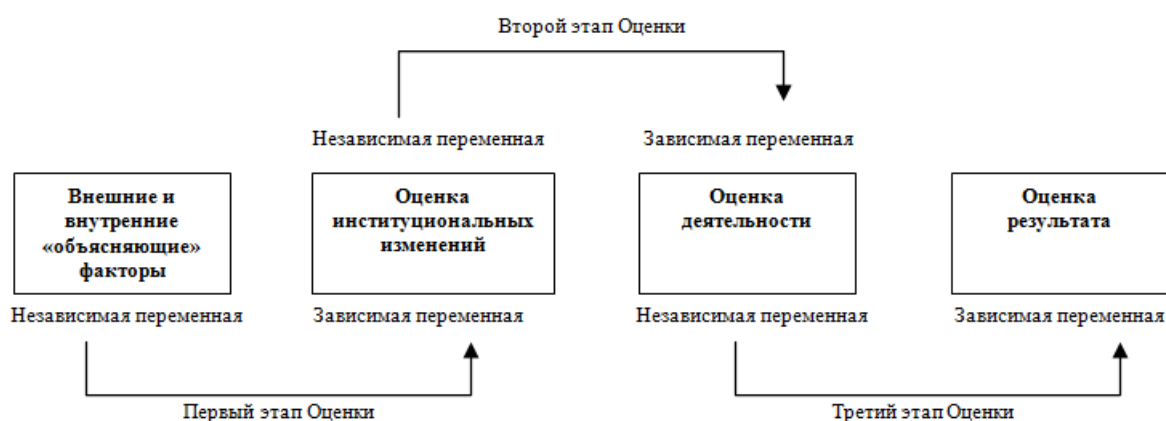 Второй этап Оценки
Независимая переменная
Зависимая переменная
Внешние и
внутренние
«объясняющие»
факторы
Оценка
институциональных
изменений
Оценка
деятельности
Оценка
результата
Независимая переменная
Зависимая переменная
Независимая переменная
Зависимая переменная
Первый этап Оценки
Третий этап Оценки